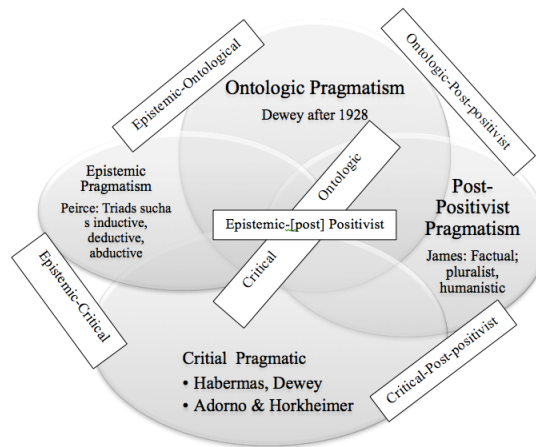 Epistemic-Ontological
Ontologic-Post-positivist
Ontologic Pragmatism
Dewey after 1928
Epistemic
Pragmatism
Peirce: Triads sucha
s inductive,
deductive,
abductive
Ontologic
Epistemic-[post] Positivist
Critical
Post-
Positivist
Pragmatism
James: Factual;
pluralist,
humanistic
Epistemic-Critical
Critial Pragmatic
• Habermas, Dewey
• Adorno & Horkheimer
Critical-Post-positivist